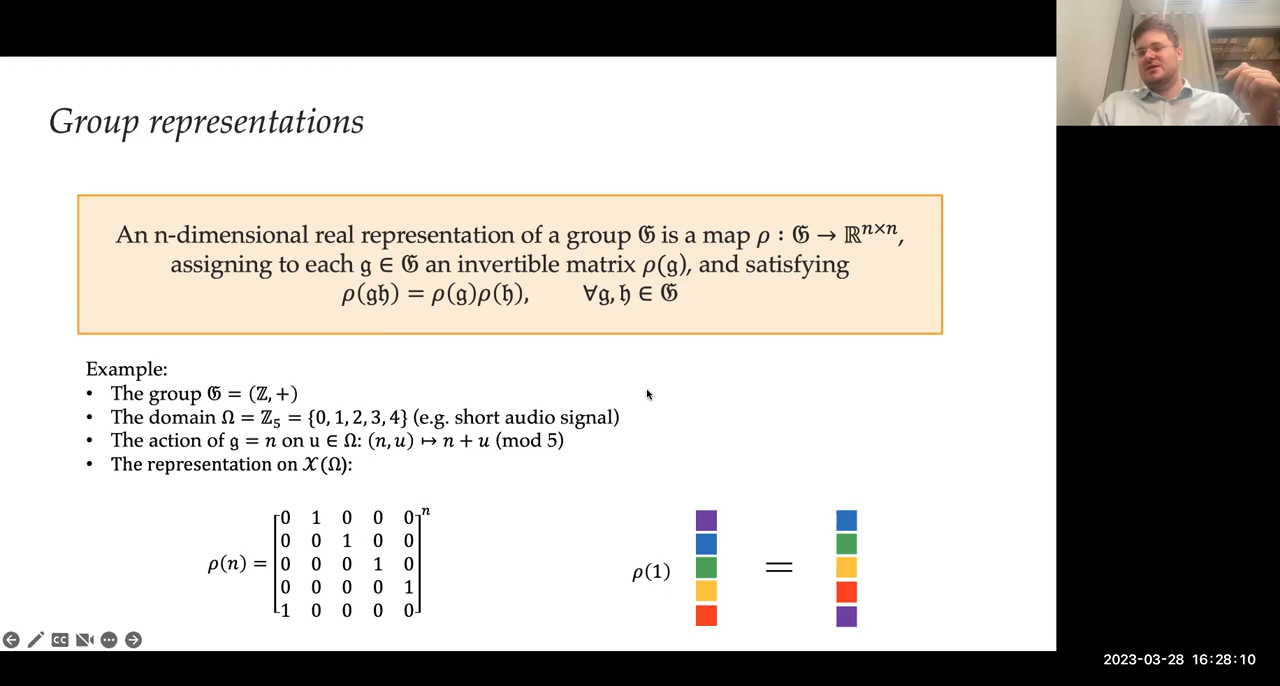 Group representations
An n-dimensional real representation of a group 𝔊 is a map ρ : 𝔊 → ℝⁿˣⁿ,
assigning to each 𝔤 ∈ 𝔊 an invertible matrix ρ(𝔤), and satisfying
ρ(𝔤𝔥) = ρ(𝔤)ρ(𝔥), ∀𝔤, 𝔥 ∈ 𝔊
Example:
• The group 𝔊 = (ℤ, +)
• The domain Ω = ℤ₅ = {0, 1, 2, 3, 4} (e.g. short audio signal)
• The action of 𝔤 = n on u ∈ Ω: (n, u) ↦ n + u (mod 5)
• The representation on 𝒳(Ω):
ρ(n) = [0 1 0 0 0
0 0 1 0 0
0 0 0 1 0
0 0 0 0 1
1 0 0 0 0]ⁿ
ρ(1) =
CC
2023-03-28 16:28:10